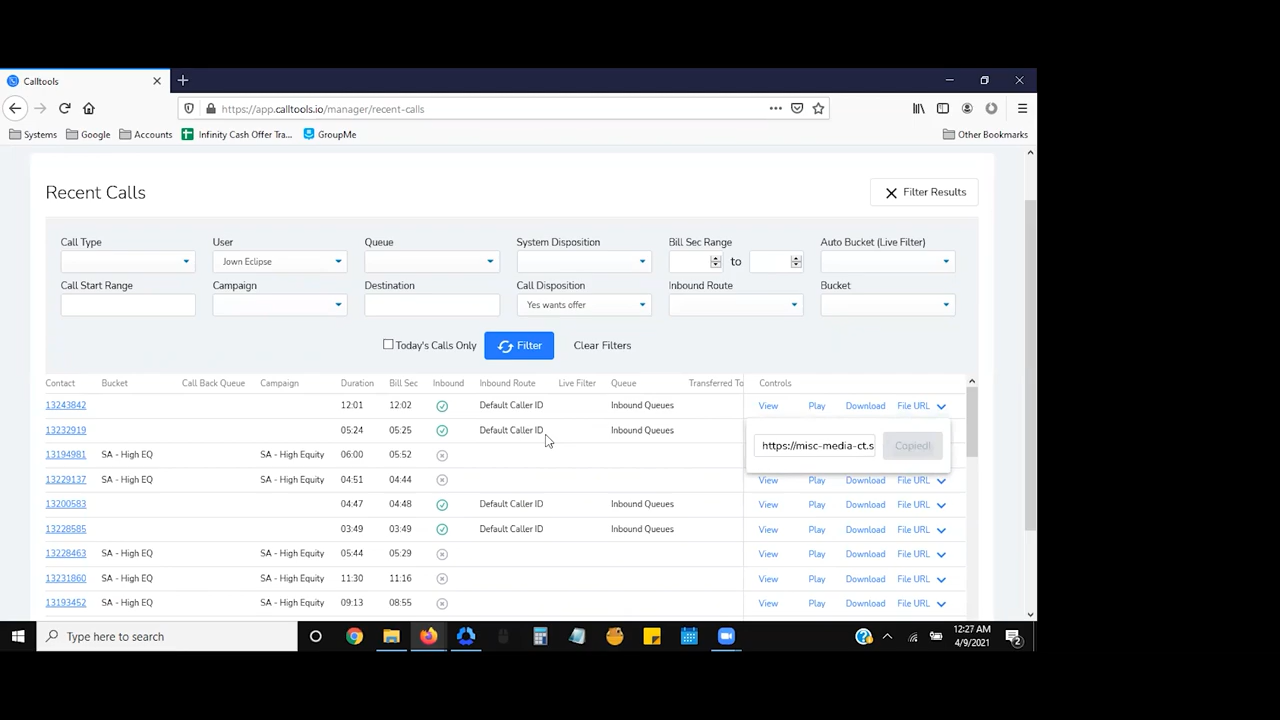 Calltools
https://app.calltools.io/manager/recent-calls
Systems Google Accounts Infinity Cash Offer Tra... GroupMe Other Bookmarks
Recent Calls
Filter Results
Call Type User Queue System Disposition Bill Sec Range Auto Bucket (Live Filter)
Jown Eclipse to
Call Start Range Campaign Destination Call Disposition Inbound Route Bucket
Yes wants offer
Today's Calls Only Filter Clear Filters
Contact Bucket Call Back Queue Campaign Duration Bill Sec Inbound Inbound Route Live Filter Queue Transferred To Controls
13243842 12:01 12:02 Default Caller ID Inbound Queues View Play Download File URL
13232919 05:24 05:25 Default Caller ID Inbound Queues
https://misc-media-ct.s Copied!
13194981 SA - High EQ SA - High Equity 06:00 05:52
13229137 SA - High EQ SA - High Equity 04:51 04:44 View Play Download File URL
13200583 04:47 04:48 Default Caller ID Inbound Queues View Play Download File URL
13228585 03:49 03:49 Default Caller ID Inbound Queues View Play Download File URL
13228463 SA - High EQ SA - High Equity 05:44 05:29 View Play Download File URL
13231860 SA - High EQ SA - High Equity 11:30 11:16 View Play Download File URL
13193452 SA - High EQ SA - High Equity 09:13 08:55 View Play Download File URL
Type here to search
12:27 AM
4/9/2021
2